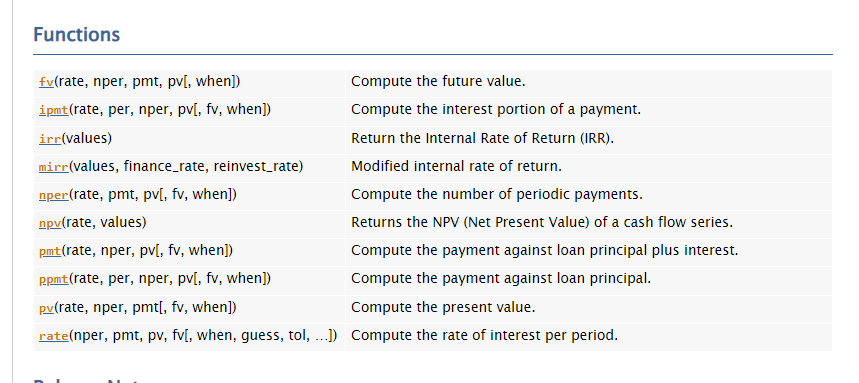 Functions
fv(rate, nper, pmt, pv[, when]) Compute the future value.
ipmt(rate, per, nper, pv[, fv, when]) Compute the interest portion of a payment.
irr(values) Return the Internal Rate of Return (IRR).
mirr(values, finance_rate, reinvest_rate) Modified internal rate of return.
nper(rate, pmt, pv[, fv, when]) Compute the number of periodic payments.
npv(rate, values) Returns the NPV (Net Present Value) of a cash flow series.
pmt(rate, nper, pv[, fv, when]) Compute the payment against loan principal plus interest.
ppmt(rate, per, nper, pv[, fv, when]) Compute the payment against loan principal.
pv(rate, nper, pmt[, fv, when]) Compute the present value.
rate(nper, pmt, pv, fv[, when, guess, tol, …]) Compute the rate of interest per period.